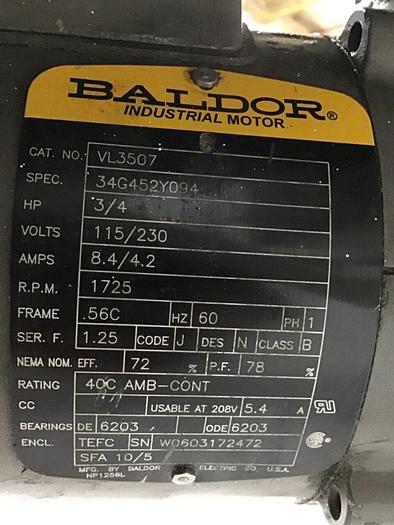 BALDOR®
INDUSTRIAL MOTOR
CAT. NO. VL3507
SPEC. 34G452Y094
HP 3/4
VOLTS 115/230
AMPS 8.4/4.2
R.P.M. 1725
FRAME .56C HZ 60 PH 1
SER. F. 1.25 CODE J DES N CLASS B
NEMA NOM. EFF. 72 % P.F. 78 %
RATING 40C AMB-CONT
CC USABLE AT 208V 5.4 A
BEARINGS DE 6203 ODE 6203
ENCL. TEFC SN W0603172472
SFA 10/5
MFG. BY BALDOR ELECTRIC CO. U.S.A.
NP1256L